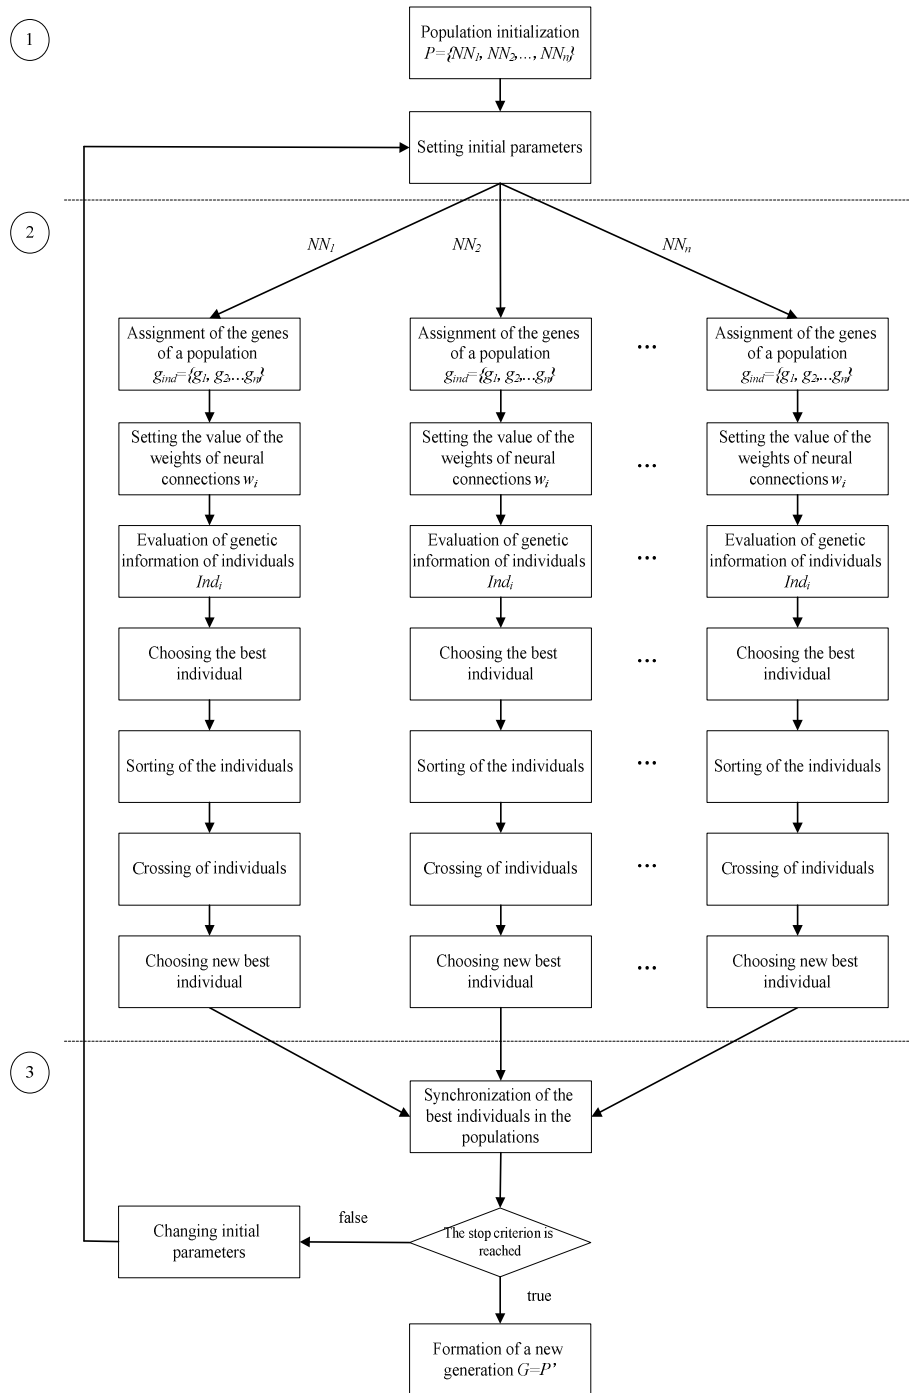 1
Population initialization
P={NN1, NN2,..., NNn}
Setting initial parameters
2
NN1
NN2
NNn
Assignment of the genes
of a population
gind={g1, g2,...gn}
Assignment of the genes
of a population
gind={g1, g2,...gn}
...
Assignment of the genes
of a population
gind={g1, g2,...gn}
Setting the value of the
weights of neural
connections wi
Setting the value of the
weights of neural
connections wi
...
Setting the value of the
weights of neural
connections wi
Evaluation of genetic
information of individuals
Indi
Evaluation of genetic
information of individuals
Indi
...
Evaluation of genetic
information of individuals
Indi
Choosing the best
individual
Choosing the best
individual
...
Choosing the best
individual
Sorting of the individuals
Sorting of the individuals
...
Sorting of the individuals
Crossing of individuals
Crossing of individuals
...
Crossing of individuals
Choosing new best
individual
Choosing new best
individual
...
Choosing new best
individual
3
Synchronization of the
best individuals in the
populations
Changing initial
parameters
false
The stop criterion is
reached
true
Formation of a new
generation G=P’